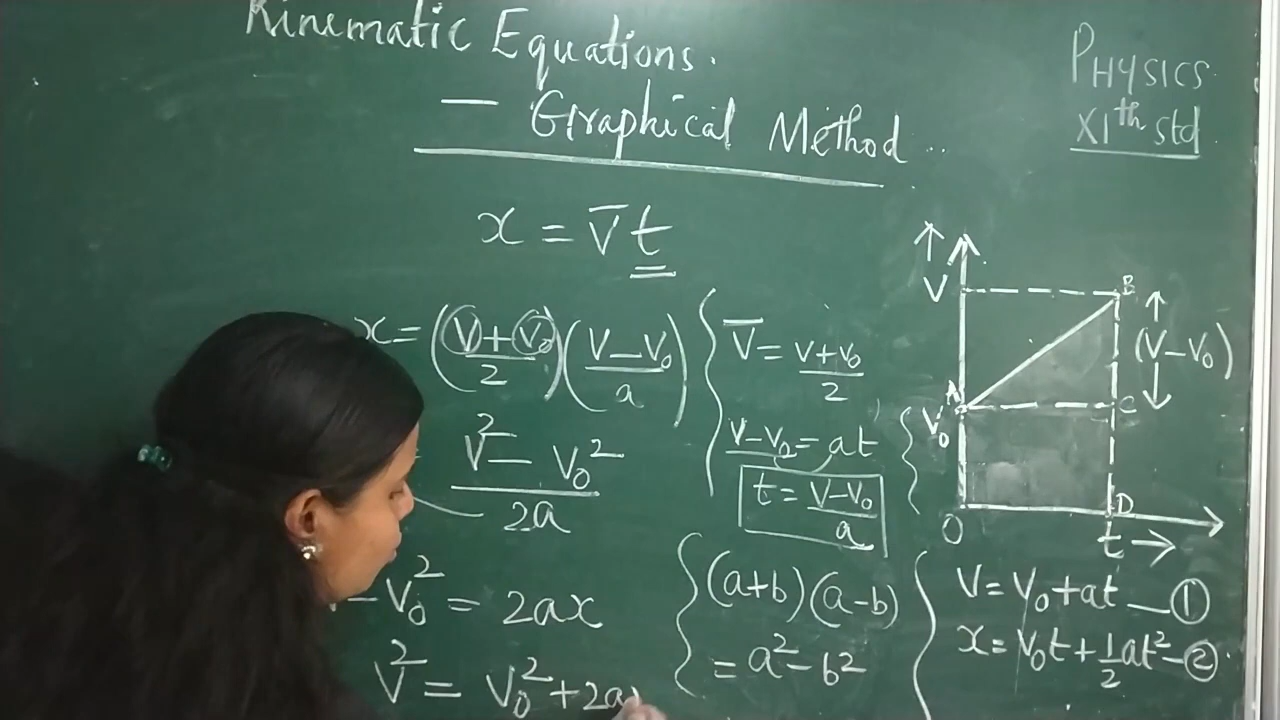 Kinematic Equations.
— Graphical Method ..
PHYSICS
XIth std
x = V̅ t
x = ((V + V₀)/2)((V − V₀)/a)
V² − V₀²
2a
− V₀² = 2ax
V² = V₀² + 2a
V̅ = (V + V₀)/2
V − V₀ = at
t = (V − V₀)/a
(a+b)(a-b)
= a² − b²
V
B
(V − V₀)
A
C
V₀
O
D
t →
V = V₀ + at — ①
x = V₀t + ½at² − ②